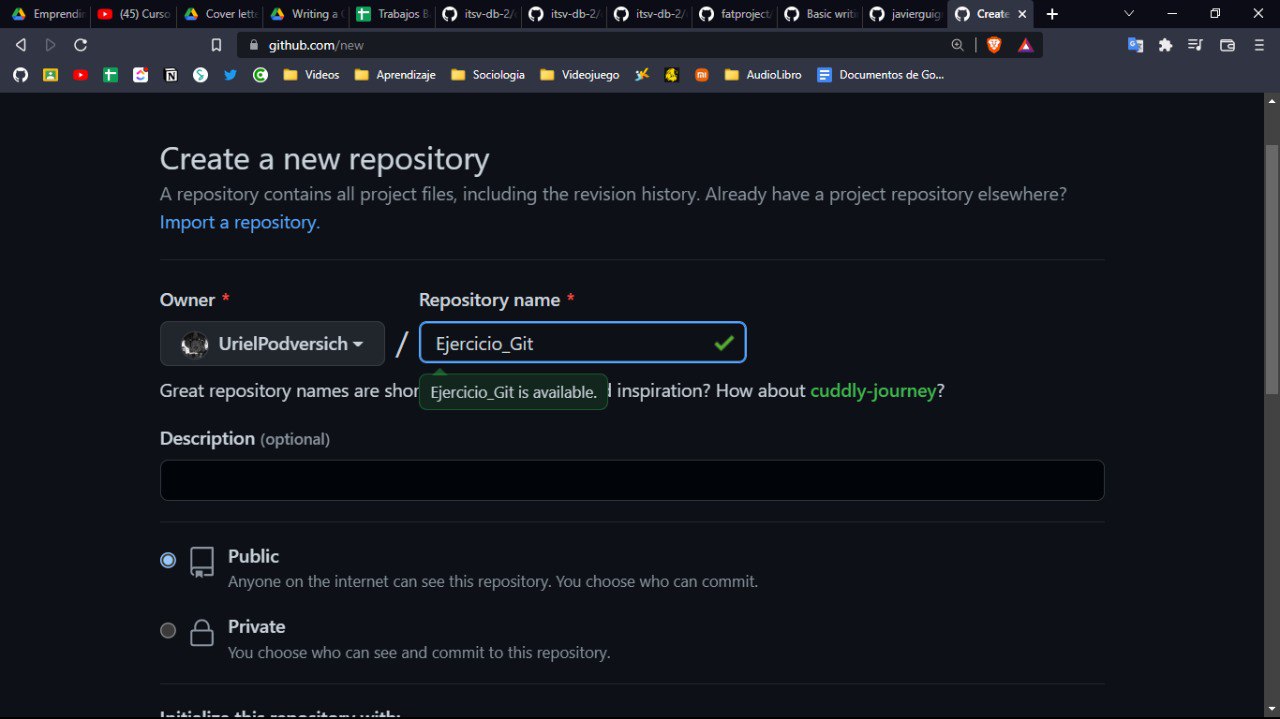 Emprendi
(45) Curso
Cover lett
Writing a C
Trabajos B
itsv-db-2/
itsv-db-2/
itsv-db-2/
fatproject/
Basic writi
javierguig
Create
github.com/new
Videos
Aprendizaje
Sociologia
Videojuego
AudioLibro
Documentos de Go...
Create a new repository
A repository contains all project files, including the revision history. Already have a project repository elsewhere?
Import a repository.
Owner * Repository name *
UrielPodversich / Ejercicio_Git
Great repository names are shor
Ejercicio_Git is available.
inspiration? How about cuddly-journey?
Description (optional)
Public
Anyone on the internet can see this repository. You choose who can commit.
Private
You choose who can see and commit to this repository.
Initialize this repository with: